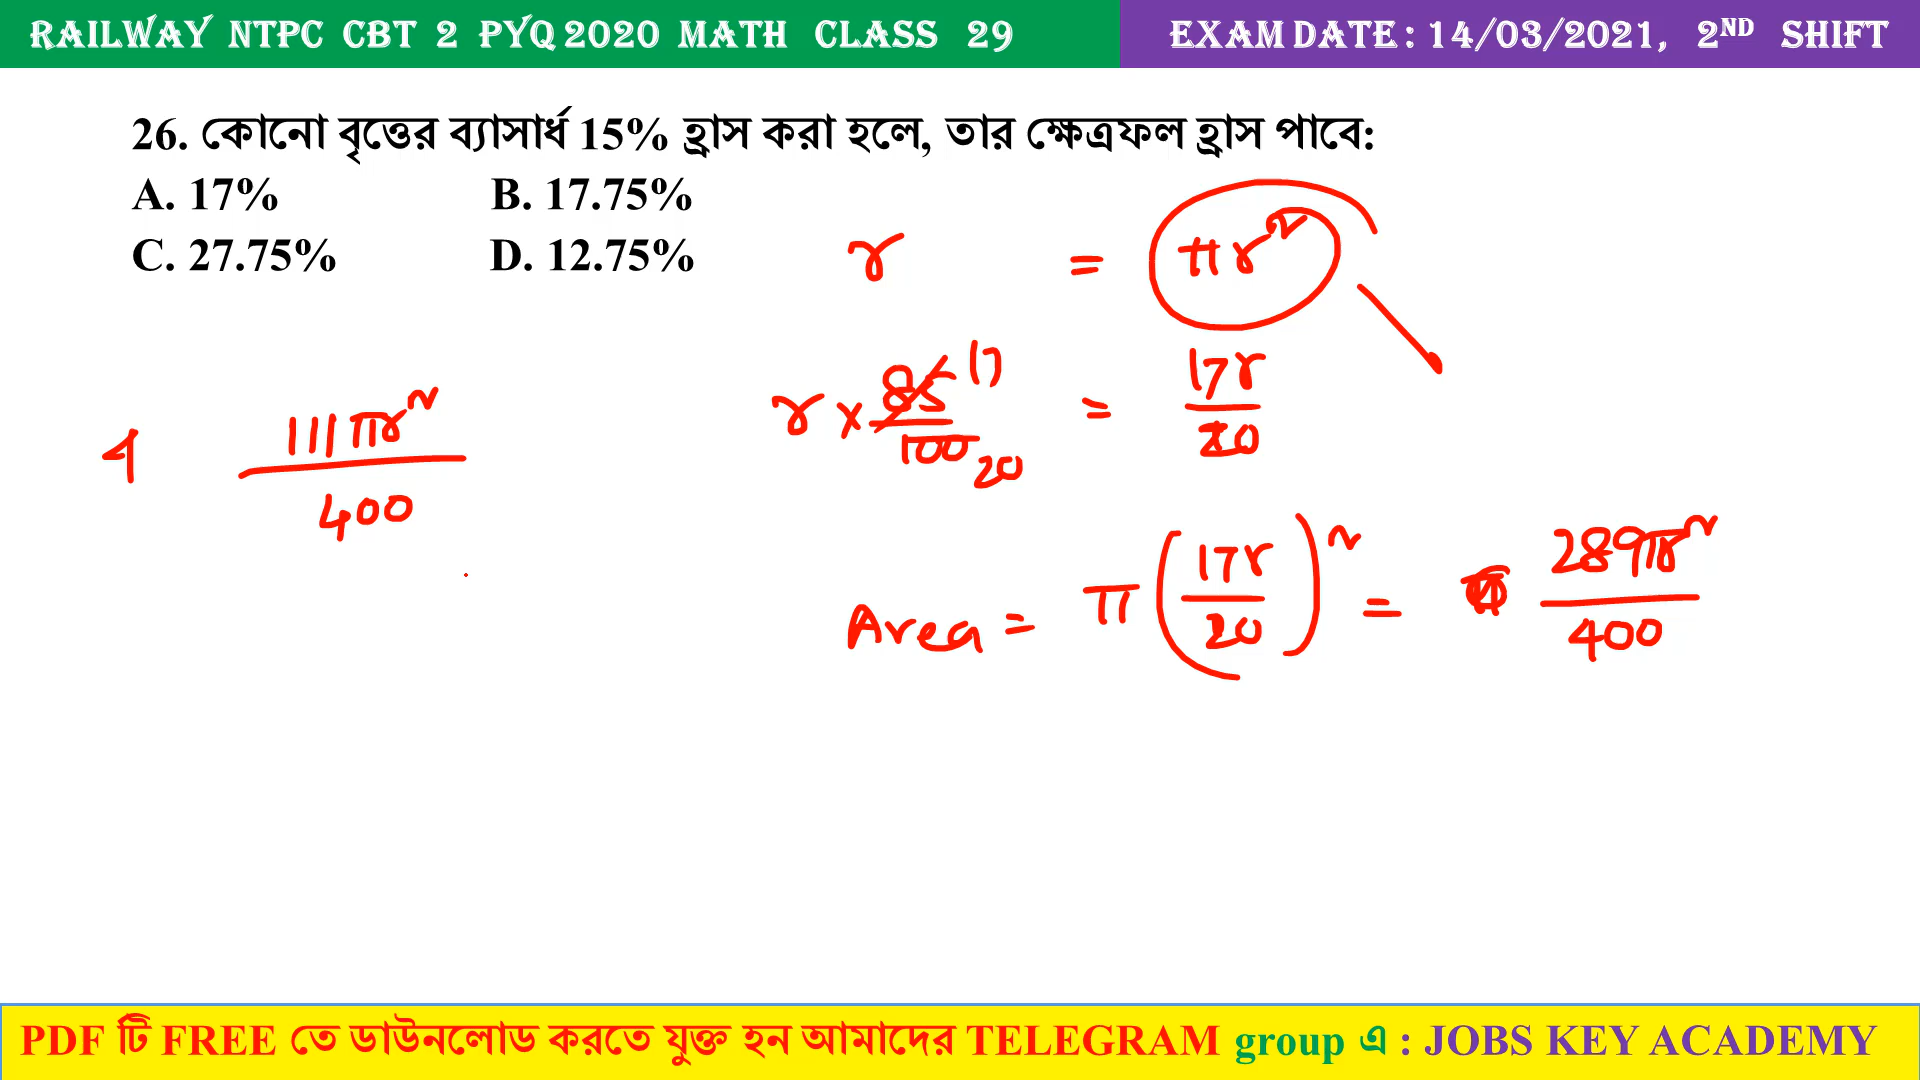 RAILWAY NTPC CBT 2 PYQ 2020 MATH CLASS 29
EXAM DATE : 14/03/2021, 2ND SHIFT
26. কোনো বৃত্তের ব্যাসার্ধ 15% হ্রাস করা হলে, তার ক্ষেত্রফল হ্রাস পাবে:
A. 17% B. 17.75%
C. 27.75% D. 12.75%
r = πr²
r × 85/100 17 20 = 17r/20
111πr²/400
Area = π(17r/20)² = 289πr²/400
PDF টি FREE তে ডাউনলোড করতে যুক্ত হন আমাদের TELEGRAM group এ : JOBS KEY ACADEMY